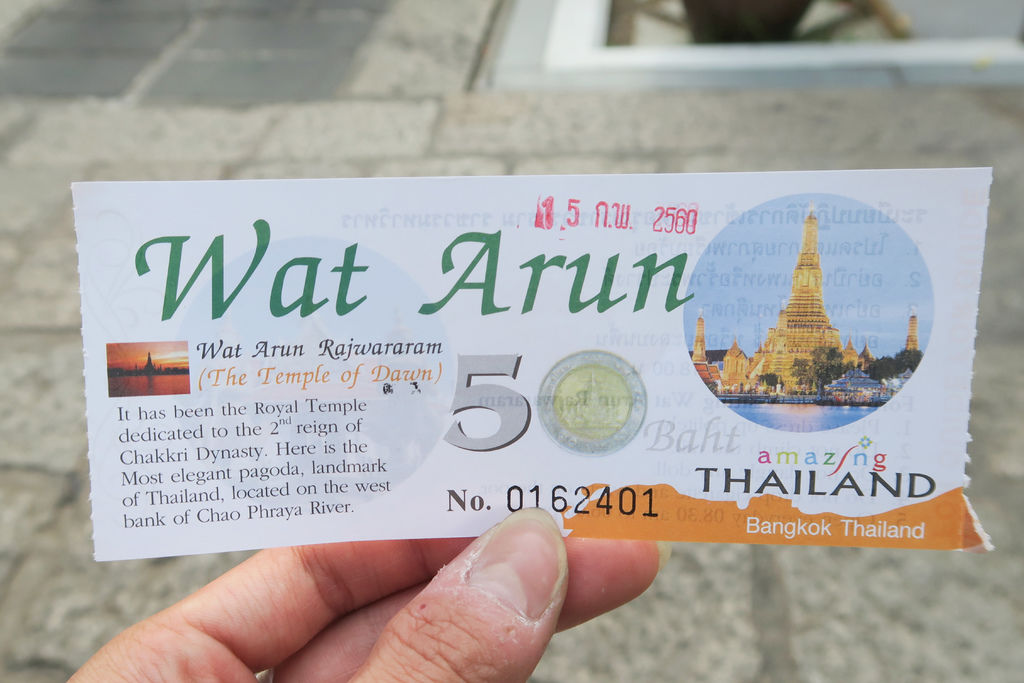 15 ก.พ. 2560
Wat Arun
Wat Arun Rajwararam
(The Temple of Dawn)
It has been the Royal Temple
dedicated to the 2nd reign of
Chakkri Dynasty. Here is the
Most elegant pagoda, landmark
of Thailand, located on the west
bank of Chao Phraya River.
50
Baht
No. 0162401
amazing
THAILAND
Bangkok Thailand